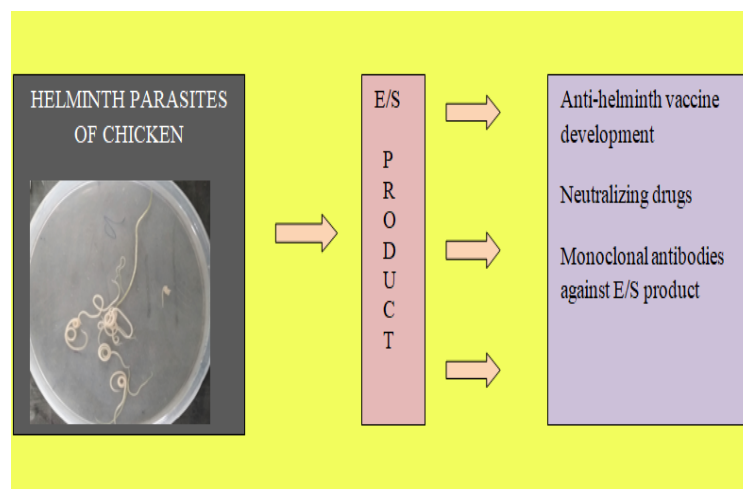 HELMINTH PARASITES
OF CHICKEN
E/S
P
R
O
D
U
C
T
Anti-helminth vaccine
development
Neutralizing drugs
Monoclonal antibodies
against E/S product